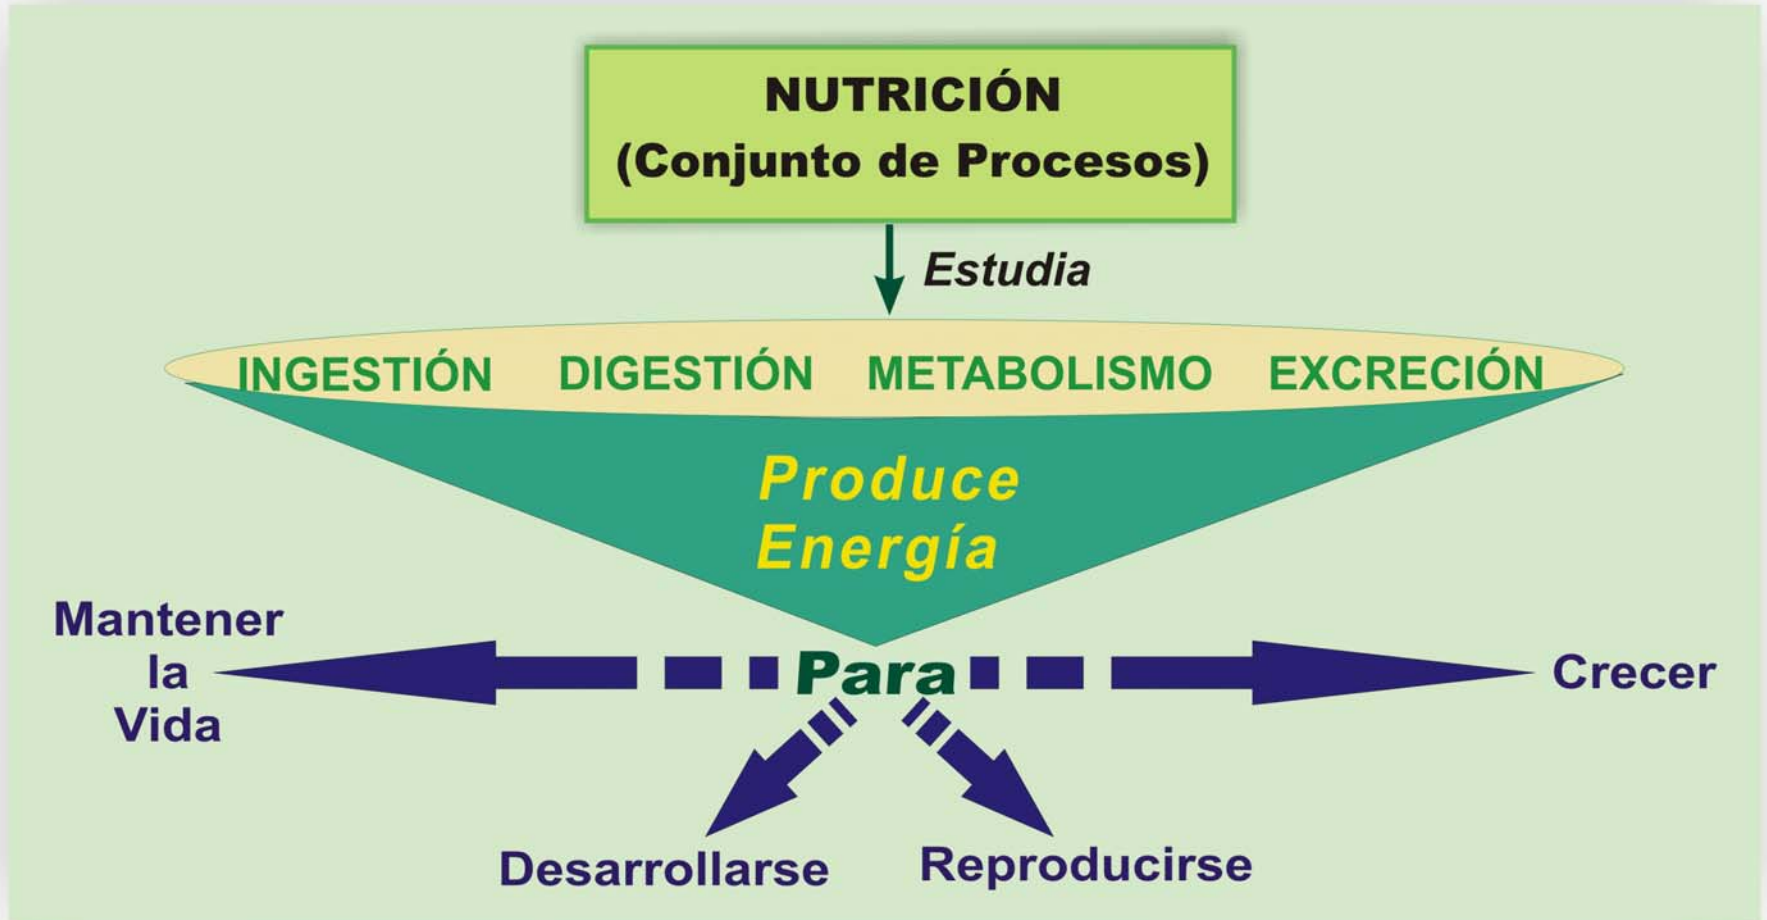 NUTRICIÓN
(Conjunto de Procesos)
Estudia
INGESTIÓN DIGESTIÓN METABOLISMO EXCRECIÓN
Produce
Energía
Mantener
la
Vida
Para
Crecer
Desarrollarse
Reproducirse